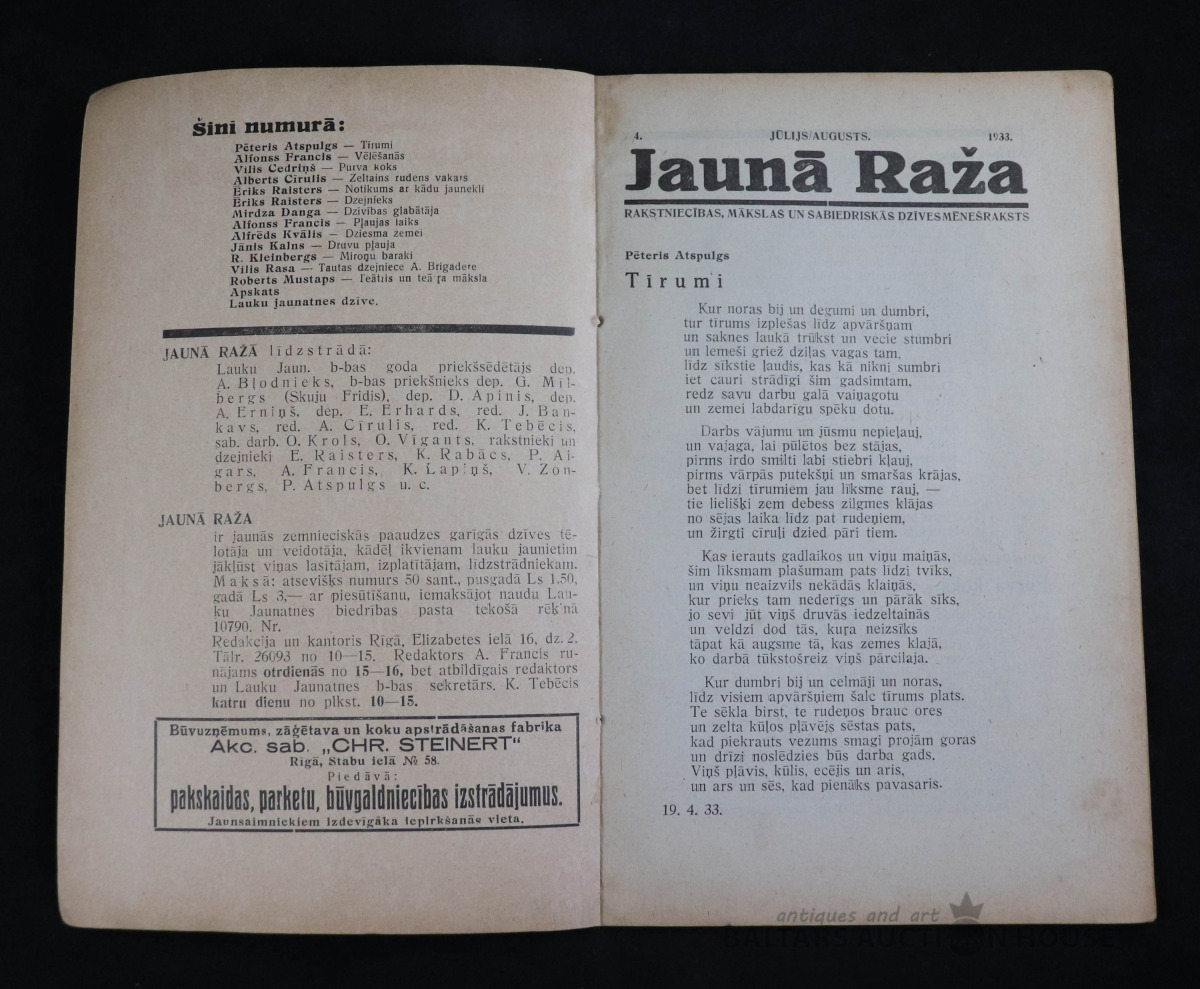 Šinī numurā:
Pēteris Atspulgs — Tīrumi
Alfonss Francis — Vēlēšanās
Vilis Cedriņš — Purva koks
Alberts Cīrulis — Zeltains rudens vakars
Ēriks Raisters — Notikums ar kādu jaunekli
Ēriks Raisters — Dzejnieks
Mirdza Danga — Dzīvības glabātāja
Alfonss Francis — Pļaujas laiks
Alfrēds Kvālis — Dziesma zemei
Jānis Kalns — Druvu pļauja
R. Kleinbergs — Miroņu baraki
Vilis Rasa — Tautas dzejniece A. Brigadere
Roberts Mustaps — Teātris un teātra māksla
Apskats
Lauku jaunatnes dzīve.
JAUNĀ RAŽĀ līdzstrādā:
Lauku Jaun. b-bas goda priekšsēdētājs dep.
A. Bļodnieks, b-bas priekšnieks dep. G. Mīl-
bergs (Skuju Frīdis), dep. D. Apinis, dep.
A. Erniņš, dep. E. Erhards, red. J. Ban-
kavs, red. A. Cīrulis, red. K. Tebēcis,
sab. darb. O. Krols, O. Vīgants, rakstnieki un
dzejnieki E. Raisters, K. Rabācs, P. Ai-
gars, A. Francis, K. Lapiņš, V. Zon-
bergs, P. Atspulgs u. c.
JAUNĀ RAŽA
ir jaunās zemnieciskās paaudzes garīgās dzīves tē-
lotāja un veidotāja, kādēļ ikvienam lauku jaunietim
jākļūst viņas lasītājam, izplatītājam, līdzstrādniekam.
Maksā: atsevišķs numurs 50 sant., pusgadā Ls 1.50,
gadā Ls 3,— ar piesūtīšanu, iemaksājot naudu Lau-
ku Jaunatnes biedrības pasta tekošā rēķinā
10790. Nr.
Redakcija un kantoris Rīgā, Elizabetes ielā 16, dz. 2.
Tālr. 26093 no 10—15. Redaktors A. Francis ru-
nājams otrdienās no 15—16, bet atbildīgais redaktors
un Lauku Jaunatnes b-bas sekretārs. K. Tebēcis
katru dienu no plkst. 10—15.
Būvuzņēmums, zāģētava un koku apstrādāšanas fabrika
Akc. sab. „CHR. STEINERT“
Rīgā, Stabu ielā № 58.
Piedāvā:
pakskaidas, parketu, būvgaldniecības izstrādājumus.
Jaunsaimniekiem izdevīgāka iepirkšanās vieta.
4. JŪLIJS/AUGUSTS. 1933.
Jaunā Raža
RAKSTNIECĪBAS, MĀKSLAS UN SABIEDRISKĀS DZĪVES MĒNEŠRAKSTS
Pēteris Atspulgs
Tīrumi
Kur noras bij un degumi un dumbri,
tur tīrums izplešas līdz apvāršņam
un saknes laukā trūkst un vecie stumbri
un lemeši griež dziļas vagas tam,
līdz sīkstie ļaudis, kas kā nikni sumbri
iet cauri strādīgi šim gadsimtam,
redz savu darbu galā vaiņagotu
un zemei labdarīgu spēku dotu.
Darbs vājumu un jūsmu nepieļauj,
un vajaga, lai pūlētos bez stājas,
pirms irdo smilti labi stiebri kļauj,
pirms vārpās putekšņi un smaršas krājas,
bet līdzi tīrumiem jau līksme rauj, —
tie lielišķi zem debess zilgmes klājas
no sējas laika līdz pat rudeņiem,
un žirgti cīruļi dzied pāri tiem.
Kas ierauts gadlaikos un viņu maiņās,
šim līksmam plašumam pats līdzi tvīks,
un viņu neaizvils nekādās klaiņās,
kur prieks tam nederīgs un pārāk sīks,
jo sevi jūt viņš druvās iedzeltainās
un veldzi dod tās, kuŗa neizsīks
tāpat kā augsme tā, kas zemes klajā,
ko darbā tūkstošreiz viņš pārcilaja.
Kur dumbri bij un celmāji un noras,
līdz visiem apvāršņiem šalc tīrums plats.
Te sēkla birst, te rudeņos brauc ores
un zelta kūļos pļāvējs sēstas pats,
kad piekrauts vezums smagi projām goras
un drīzi noslēdzies būs darba gads.
Viņš pļāvis, kūlis, ecējis un aris,
un ars un sēs, kad pienāks pavasaris.
19. 4. 33.
antiques and art
BALTARS AUCTION HOUSE